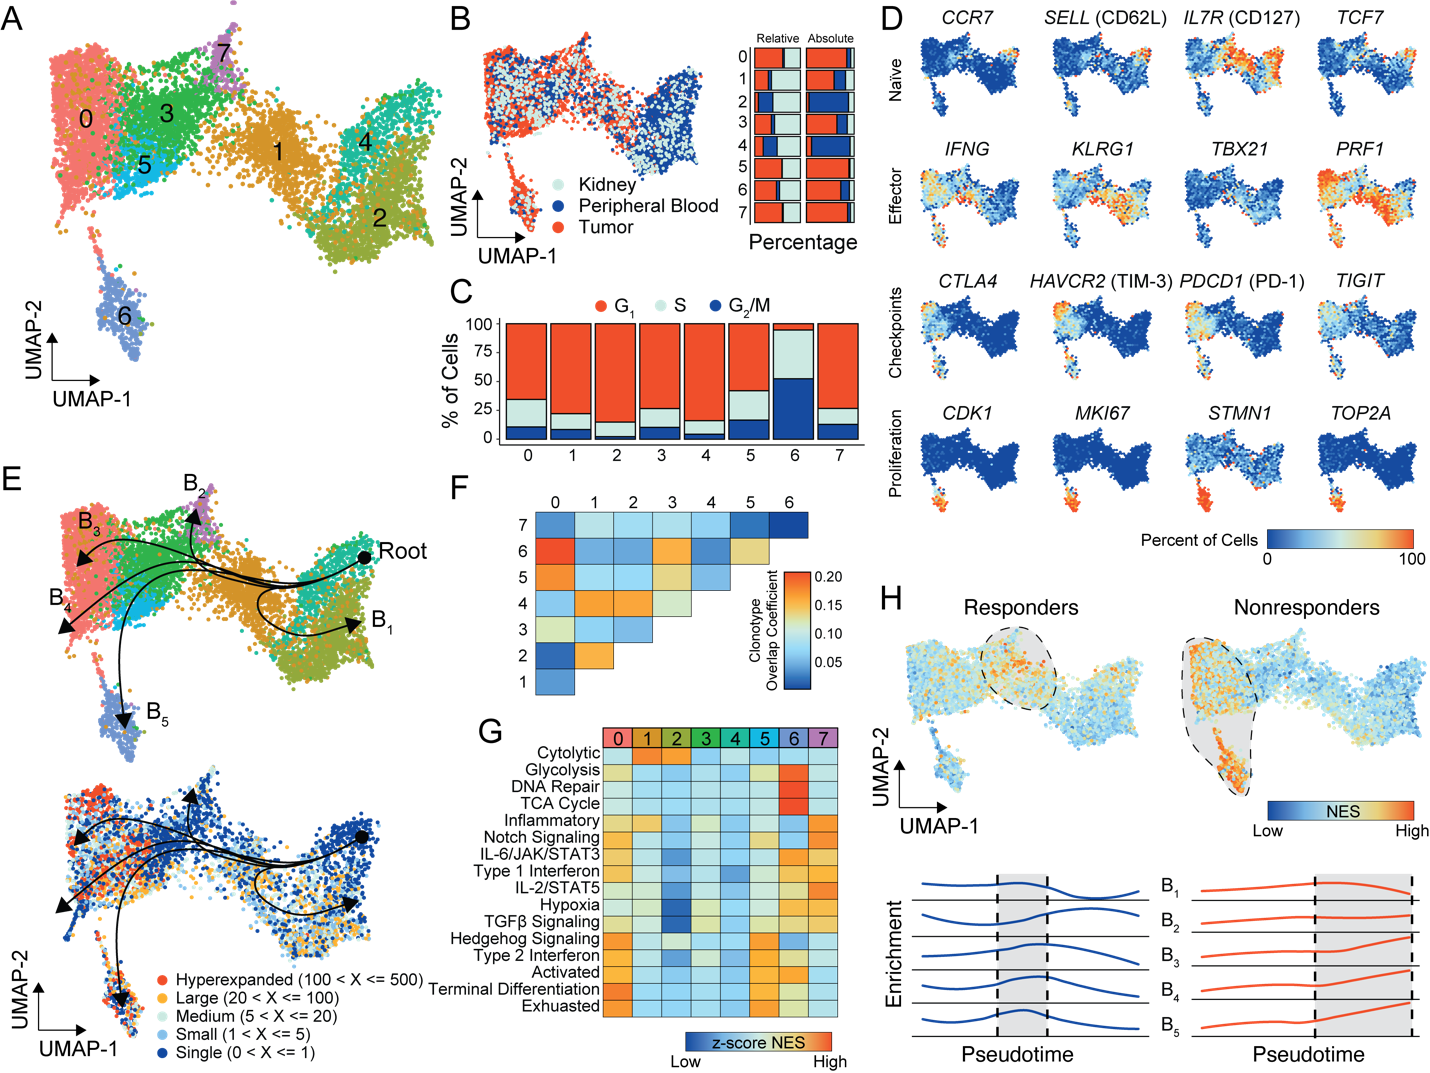 A
0
1
2
3
4
5
6
7
UMAP-2
UMAP-1
B
UMAP-2
UMAP-1
Kidney
Peripheral Blood
Tumor
Relative Absolute
0
1
2
3
4
5
6
7
Percentage
C
G1 S G2/M
% of Cells
100
75
50
25
0
0 1 2 3 4 5 6 7
D
CCR7 SELL (CD62L) IL7R (CD127) TCF7
Naïve
IFNG KLRG1 TBX21 PRF1
Effector
CTLA4 HAVCR2 (TIM-3) PDCD1 (PD-1) TIGIT
Checkpoints
CDK1 MKI67 STMN1 TOP2A
Proliferation
Percent of Cells
0 100
E
B2
B3
Root
B4
B1
B5
Hyperexpanded (100 < X <= 500)
Large (20 < X <= 100)
Medium (5 < X <= 20)
Small (1 < X <= 5)
Single (0 < X <= 1)
UMAP-2
UMAP-1
F
0 1 2 3 4 5 6
7
6
5
4
3
2
1
Clonotype
Overlap Coefficient
0.20
0.15
0.10
0.05
G
0 1 2 3 4 5 6 7
Cytolytic
Glycolysis
DNA Repair
TCA Cycle
Inflammatory
Notch Signaling
IL-6/JAK/STAT3
Type 1 Interferon
IL-2/STAT5
Hypoxia
TGFβ Signaling
Hedgehog Signaling
Type 2 Interferon
Activated
Terminal Differentiation
Exhuasted
z-score NES
Low High
H
Responders Nonresponders
UMAP-2
UMAP-1
NES
Low High
Enrichment
B1
B2
B3
B4
B5
Pseudotime Pseudotime